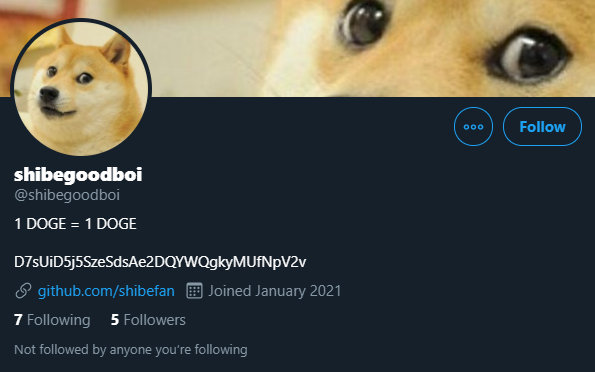 Follow
shibegoodboi
@shibegoodboi
1 DOGE = 1 DOGE
D7sUiD5j5SzeSdsAe2DQYWQgkyMUfNpV2v
github.com/shibefan Joined January 2021
7 Following 5 Followers
Not followed by anyone you're following